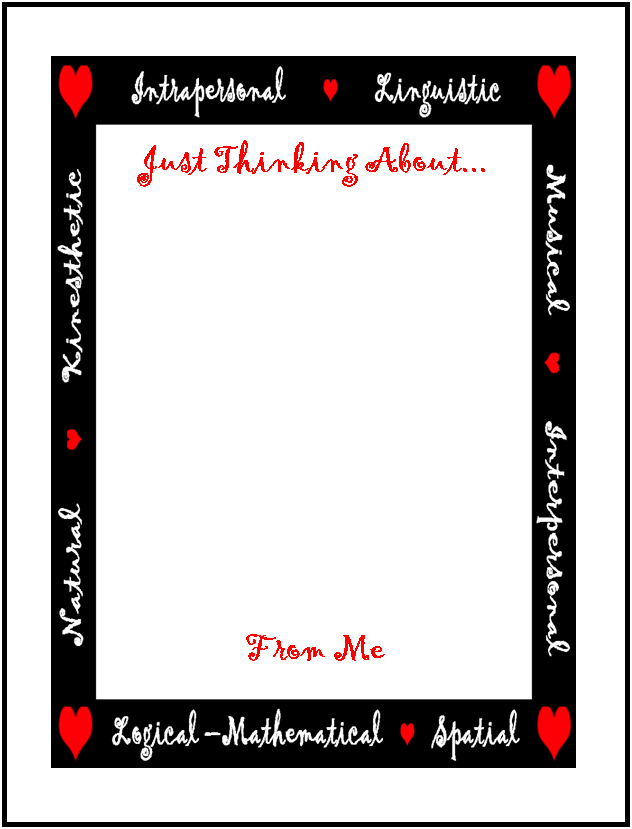 Intrapersonal Linguistic
Just Thinking About...
Kinesthetic
Musical
Natural
Interpersonal
From Me
Logical-Mathematical Spatial